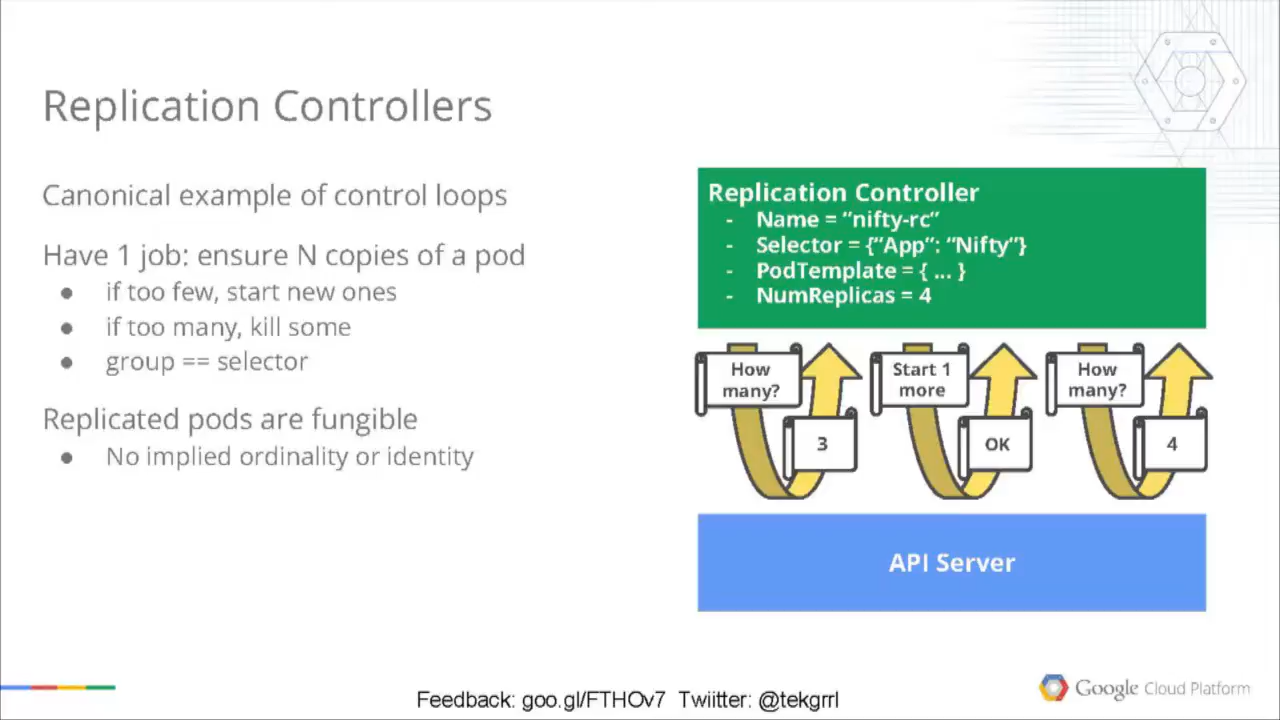 Replication Controllers
Canonical example of control loops
Have 1 job: ensure N copies of a pod
● if too few, start new ones
● if too many, kill some
● group == selector
Replicated pods are fungible
● No implied ordinality or identity
Replication Controller
- Name = “nifty-rc”
- Selector = {“App”: “Nifty”}
- PodTemplate = { ... }
- NumReplicas = 4
How
many?
3
Start 1
more
OK
How
many?
4
API Server
Feedback: goo.gl/FTHOv7 Twiitter: @tekgrrl
Google Cloud Platform